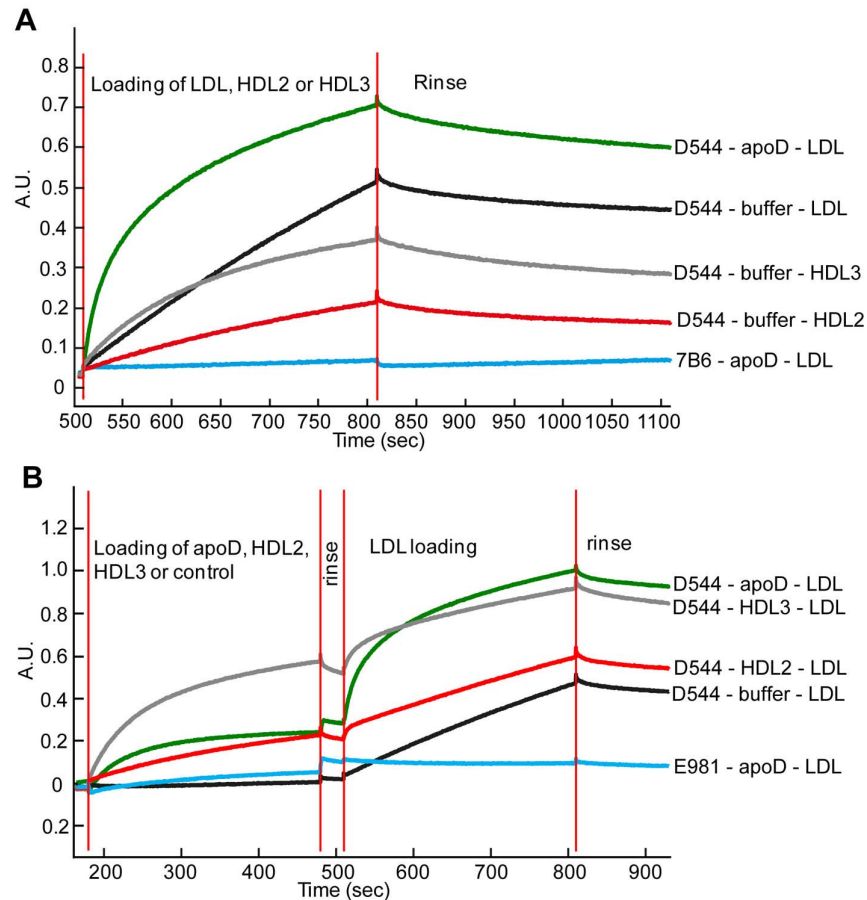 A
0.8
0.7
0.6
0.5
0.4
0.3
0.2
0.1
0
A.U.
Loading of LDL, HDL2 or HDL3
Rinse
D544 - apoD - LDL
D544 - buffer - LDL
D544 - buffer - HDL3
D544 - buffer - HDL2
7B6 - apoD - LDL
500 550 600 650 700 750 800 850 900 950 1000 1050 1100
Time (sec)
B
1.2
1.0
0.8
0.6
0.4
0.2
0
0.2
A.U.
Loading of apoD, HDL2,
HDL3 or control
rinse
LDL loading
rinse
D544 - apoD - LDL
D544 - HDL3 - LDL
D544 - HDL2 - LDL
D544 - buffer - LDL
E981 - apoD - LDL
200 300 400 500 600 700 800 900
Time (sec)